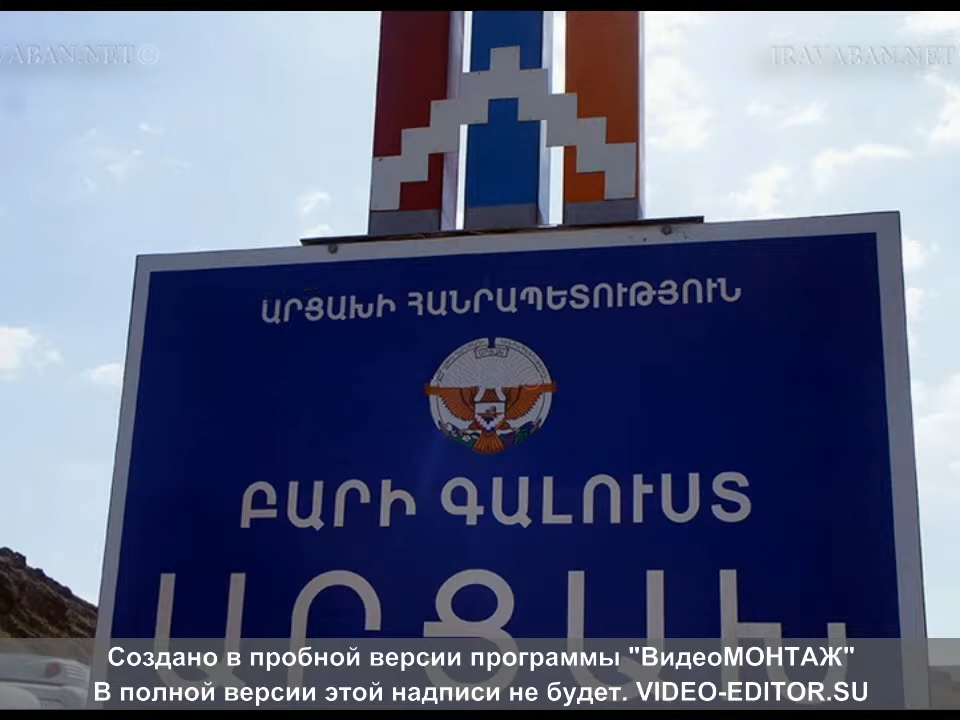 IRAVABAN.NET
ԱՐՑԱԽԻ ՀԱՆՐԱՊԵՏՈՒԹՅՈՒՆ
ԲԱՐԻ ԳԱԼՈՒՍՏ
ԱՐՑԱԽ
Создано в пробной версии программы "ВидеоМОНТАЖ"
В полной версии этой надписи не будет. VIDEO-EDITOR.SU